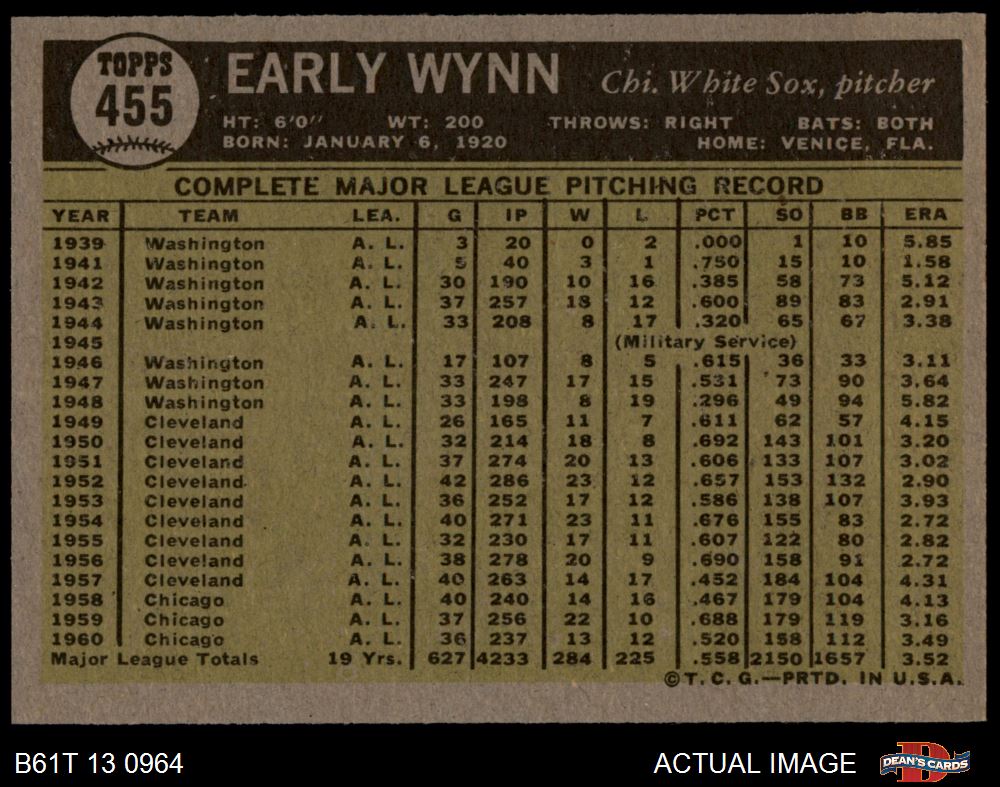 TOPPS
455
EARLY WYNN Chi. White Sox, pitcher
HT: 6'0" WT: 200 THROWS: RIGHT BATS: BOTH
BORN: JANUARY 6, 1920 HOME: VENICE, FLA.
COMPLETE MAJOR LEAGUE PITCHING RECORD
YEAR TEAM LEA. G IP W L PCT SO BB ERA
1939 Washington A. L. 3 20 0 2 .000 1 10 5.85
1941 Washington A. L. 5 40 3 1 .750 15 10 1.58
1942 Washington A. L. 30 190 10 16 .385 58 73 5.12
1943 Washington A. L. 37 257 18 12 .600 89 83 2.91
1944 Washington A. L. 33 208 8 17 .320 65 67 3.38
1945 (Military Service)
1946 Washington A. L. 17 107 8 5 .615 36 33 3.11
1947 Washington A. L. 33 247 17 15 .531 73 90 3.64
1948 Washington A. L. 33 198 8 19 .296 49 94 5.82
1949 Cleveland A. L. 26 165 11 7 .611 62 57 4.15
1950 Cleveland A. L. 32 214 18 8 .692 143 101 3.20
1951 Cleveland A. L. 37 274 20 13 .606 133 107 3.02
1952 Cleveland A. L. 42 286 23 12 .657 153 132 2.90
1953 Cleveland A. L. 36 252 17 12 .586 138 107 3.93
1954 Cleveland A. L. 40 271 23 11 .676 155 83 2.72
1955 Cleveland A. L. 32 230 17 11 .607 122 80 2.82
1956 Cleveland A. L. 38 278 20 9 .690 158 91 2.72
1957 Cleveland A. L. 40 263 14 17 .452 184 104 4.31
1958 Chicago A. L. 40 240 14 16 .467 179 104 4.13
1959 Chicago A. L. 37 256 22 10 .688 179 119 3.16
1960 Chicago A. L. 36 237 13 12 .520 158 112 3.49
Major League Totals 19 Yrs. 627 4233 284 225 .558 2150 1657 3.52
©T. C. G.—PRTD. IN U.S.A.
B61T 13 0964 ACTUAL IMAGE DEAN'S CARDS